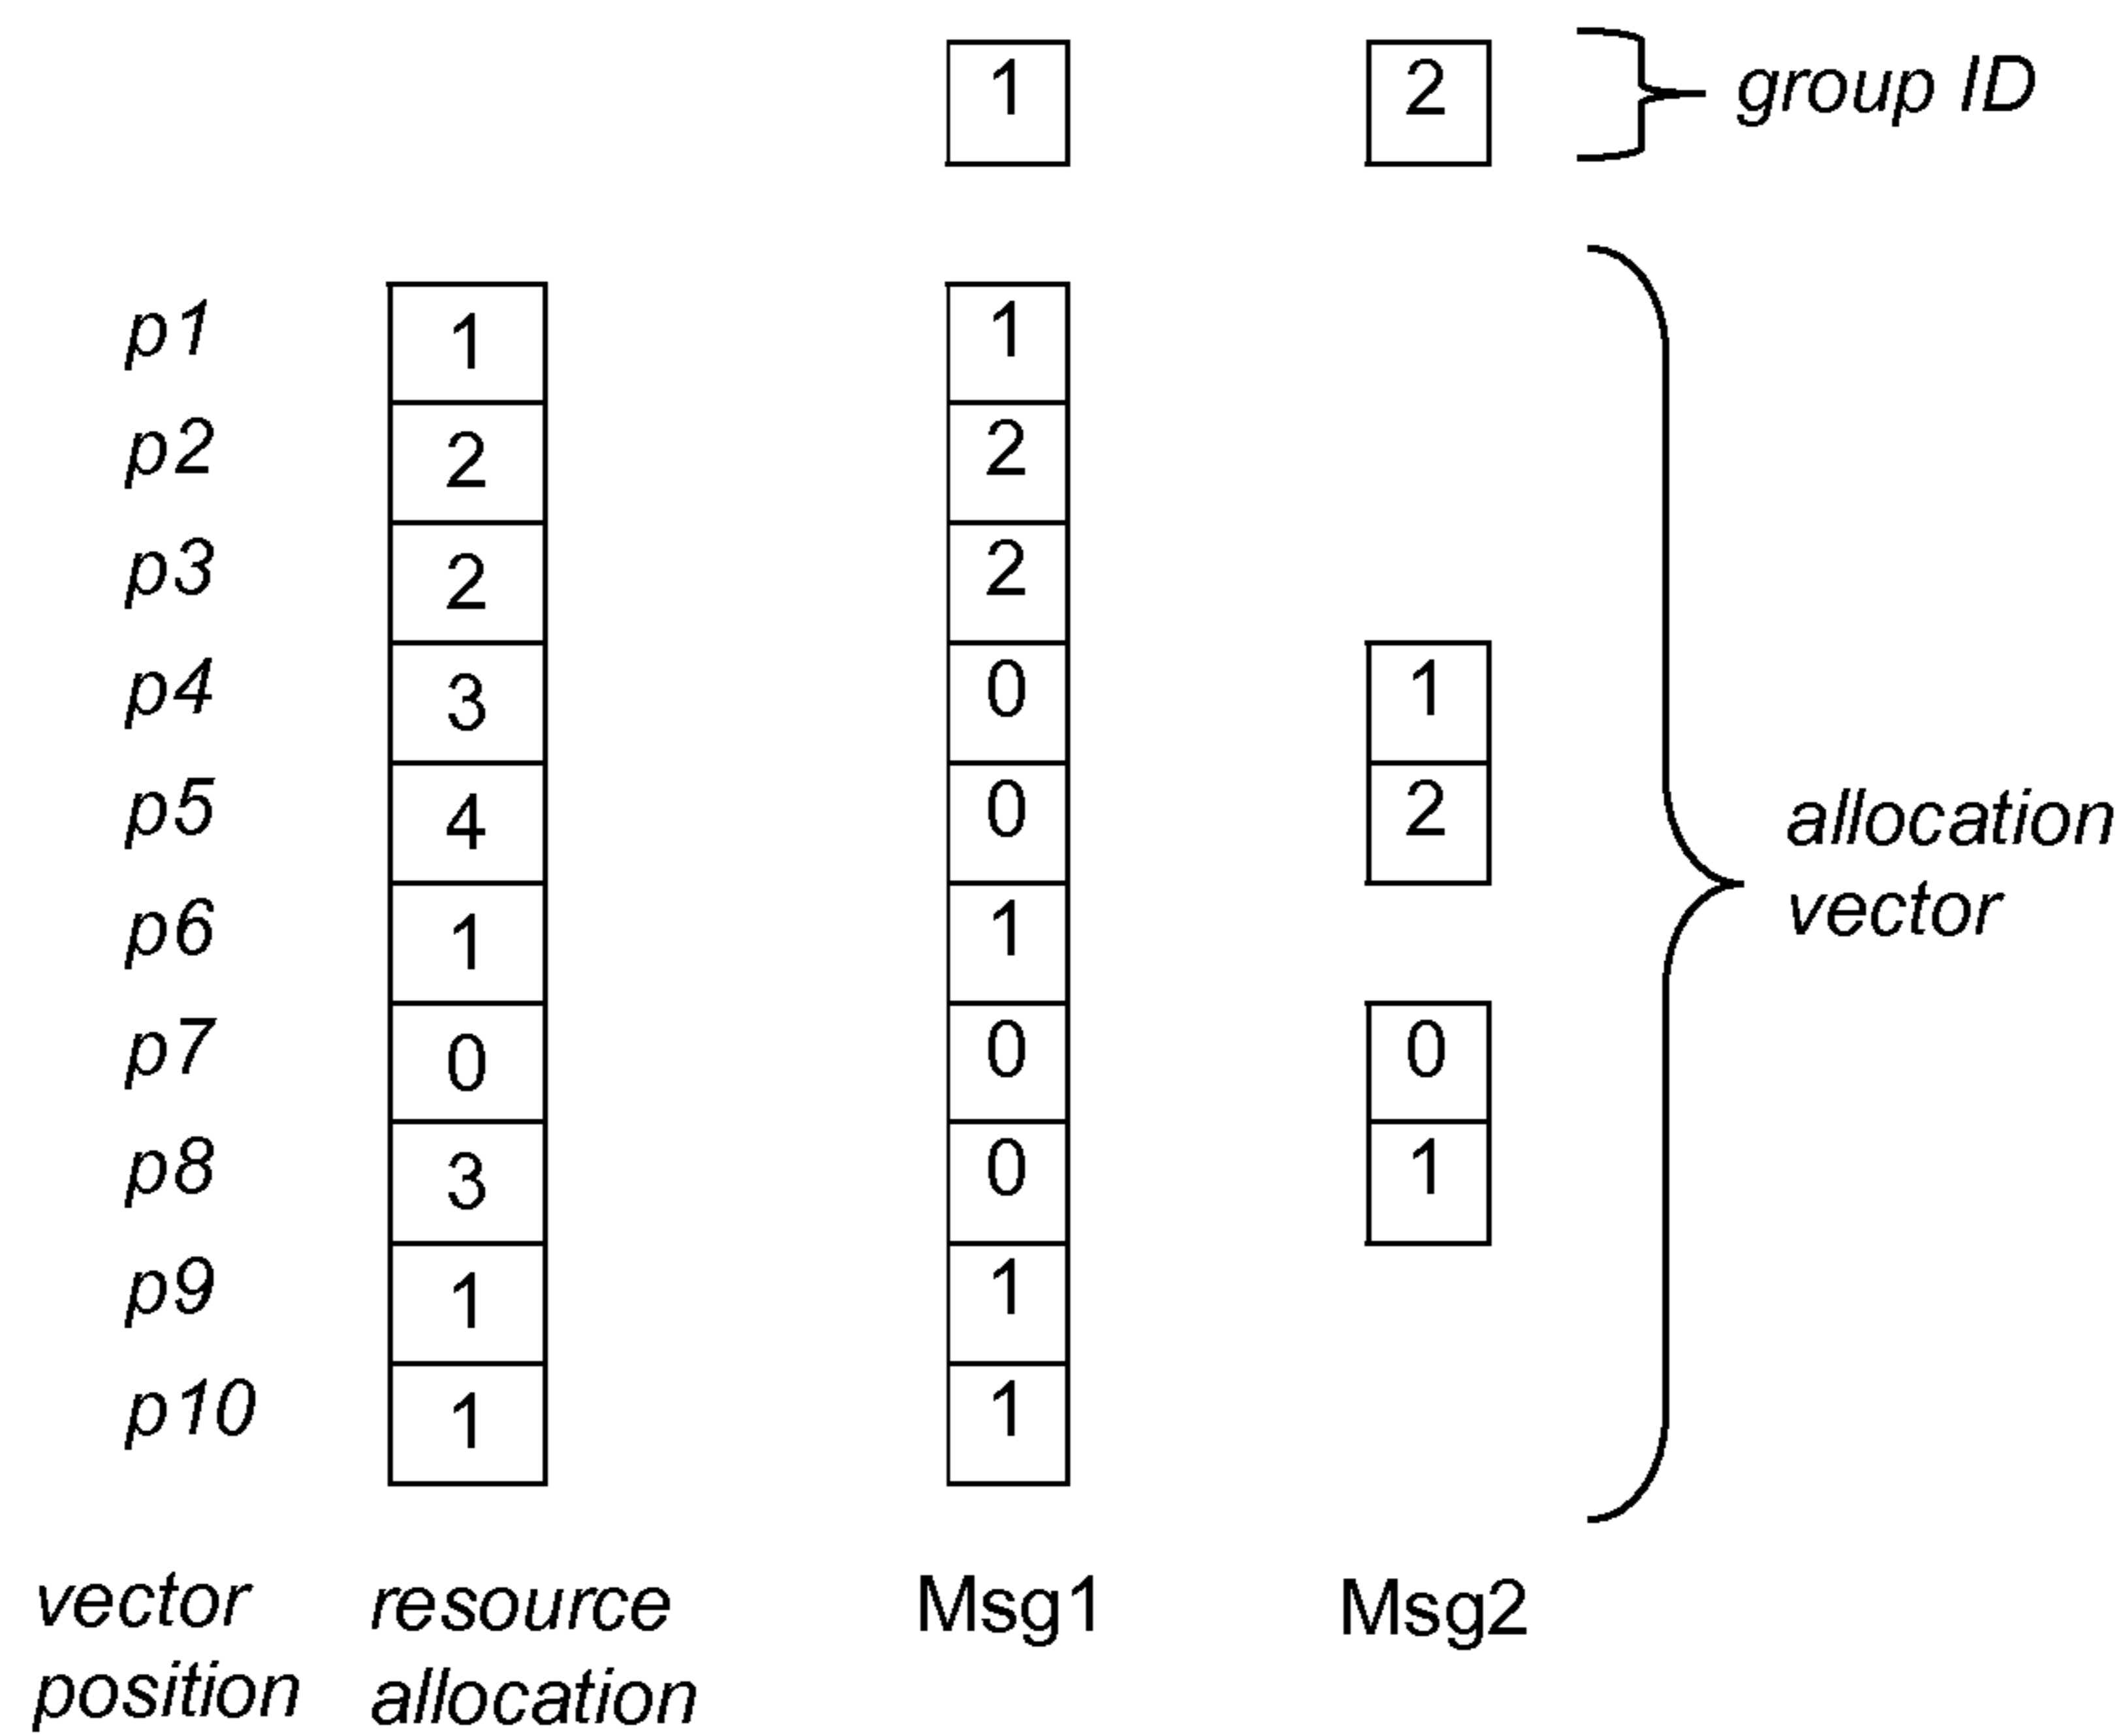 1 2 group ID
p1 1 1
p2 2 2
p3 2 2
p4 3 0 1
p5 4 0 2
allocation
vector
p6 1 1
p7 0 0 0
p8 3 0 1
p9 1 1
p10 1 1
vector
position
resource
allocation
Msg1
Msg2